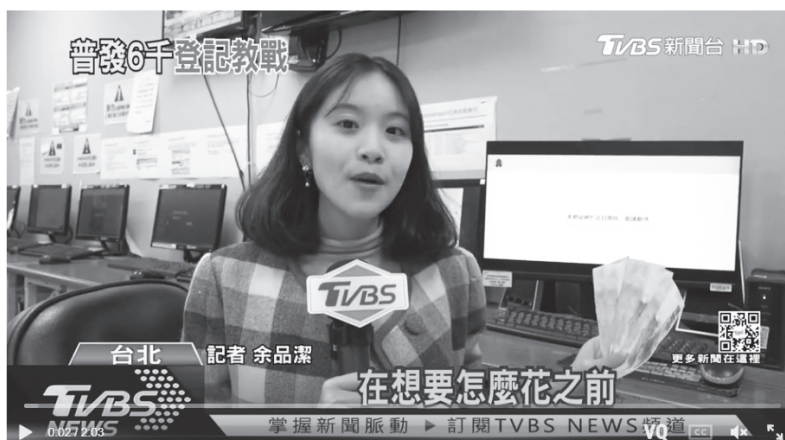 普發6千登記教戰
TVBS新聞台 HD
TVBS
更多新聞在這裡
台北 記者 余品潔
在想要怎麼花之前
TVBS NEWS
掌握新聞脈動 ▶ 訂閱TVBS NEWS頻道
0:02 / 2:03
VQ CC